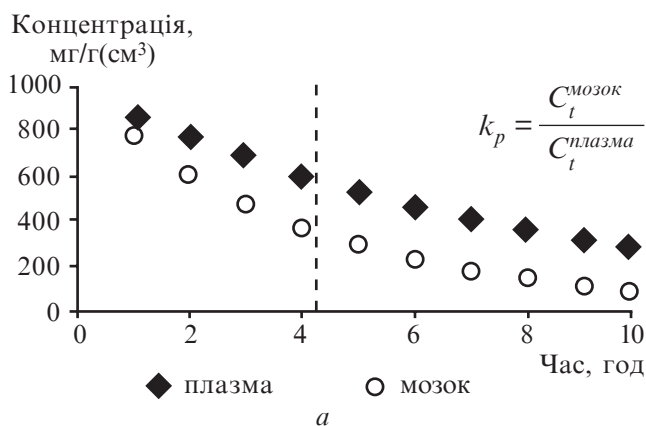 Концентрація,
мг/г(см³)
1000
800
600
400
200
0
0 2 4 6 8 10
k_p = C_t^мозок / C_t^плазма
Час, год
плазма мозок
а